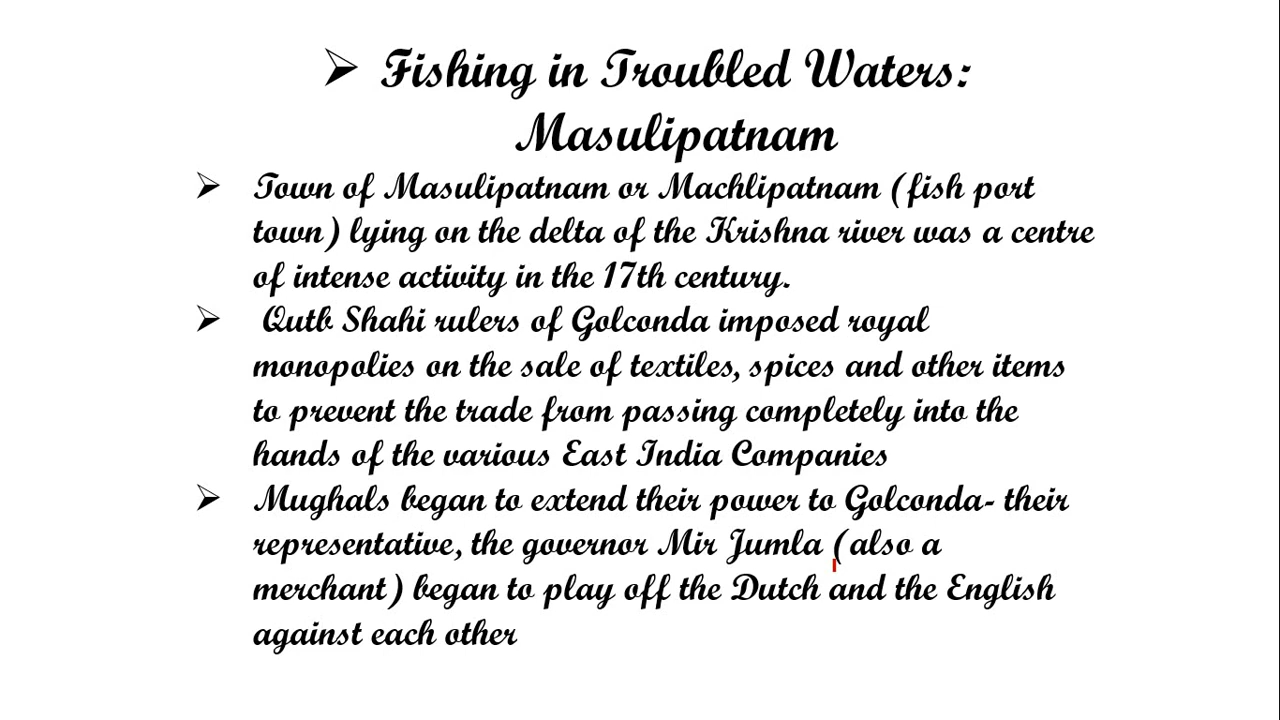 ➢ Fishing in Troubled Waters:
Masulipatnam
➢ Town of Masulipatnam or Machlipatnam (fish port
town) lying on the delta of the Krishna river was a centre
of intense activity in the 17th century.
➢ Qutb Shahi rulers of Golconda imposed royal
monopolies on the sale of textiles, spices and other items
to prevent the trade from passing completely into the
hands of the various East India Companies
➢ Mughals began to extend their power to Golconda- their
representative, the governor Mir Jumla (also a
merchant) began to play off the Dutch and the English
against each other